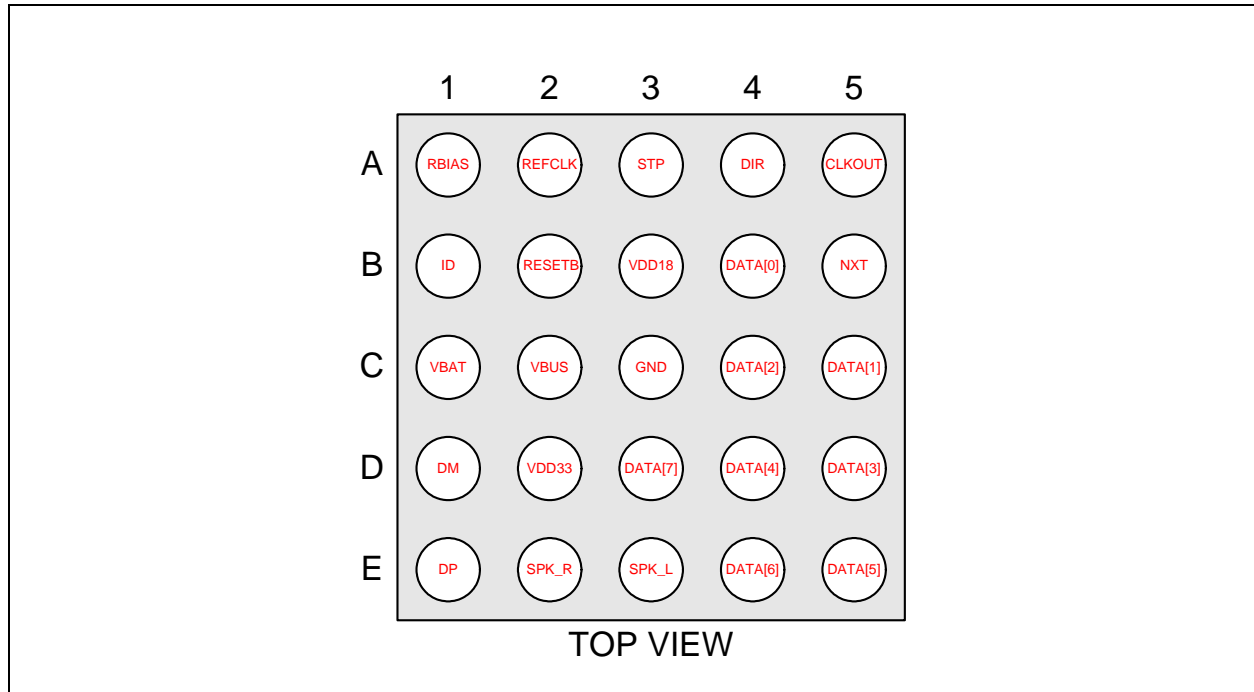 1 2 3 4 5
A RBIAS REFCLK STP DIR CLKOUT
B ID RESETB VDD18 DATA[0] NXT
C VBAT VBUS GND DATA[2] DATA[1]
D DM VDD33 DATA[7] DATA[4] DATA[3]
E DP SPK_R SPK_L DATA[6] DATA[5]
TOP VIEW